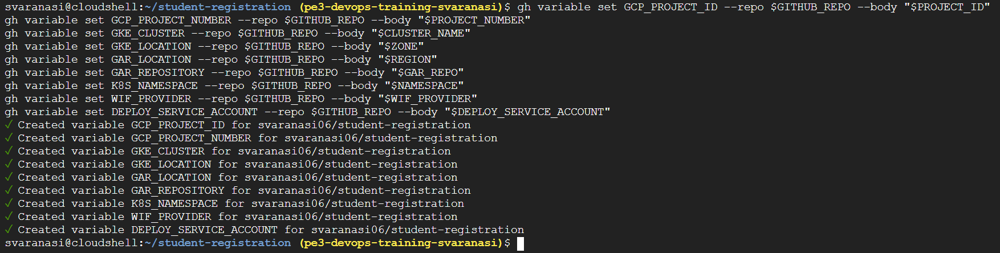 svaranasi@cloudshell:~/student-registration (pe3-devops-training-svaranasi)$ gh variable set GCP_PROJECT_ID --repo $GITHUB_REPO --body "$PROJECT_ID"
gh variable set GCP_PROJECT_NUMBER --repo $GITHUB_REPO --body "$PROJECT_NUMBER"
gh variable set GKE_CLUSTER --repo $GITHUB_REPO --body "$CLUSTER_NAME"
gh variable set GKE_LOCATION --repo $GITHUB_REPO --body "$ZONE"
gh variable set GAR_LOCATION --repo $GITHUB_REPO --body "$REGION"
gh variable set GAR_REPOSITORY --repo $GITHUB_REPO --body "$GAR_REPO"
gh variable set K8S_NAMESPACE --repo $GITHUB_REPO --body "$NAMESPACE"
gh variable set WIF_PROVIDER --repo $GITHUB_REPO --body "$WIF_PROVIDER"
gh variable set DEPLOY_SERVICE_ACCOUNT --repo $GITHUB_REPO --body "$DEPLOY_SERVICE_ACCOUNT"
✓ Created variable GCP_PROJECT_ID for svaranasi06/student-registration
✓ Created variable GCP_PROJECT_NUMBER for svaranasi06/student-registration
✓ Created variable GKE_CLUSTER for svaranasi06/student-registration
✓ Created variable GKE_LOCATION for svaranasi06/student-registration
✓ Created variable GAR_LOCATION for svaranasi06/student-registration
✓ Created variable GAR_REPOSITORY for svaranasi06/student-registration
✓ Created variable K8S_NAMESPACE for svaranasi06/student-registration
✓ Created variable WIF_PROVIDER for svaranasi06/student-registration
✓ Created variable DEPLOY_SERVICE_ACCOUNT for svaranasi06/student-registration
svaranasi@cloudshell:~/student-registration (pe3-devops-training-svaranasi)$